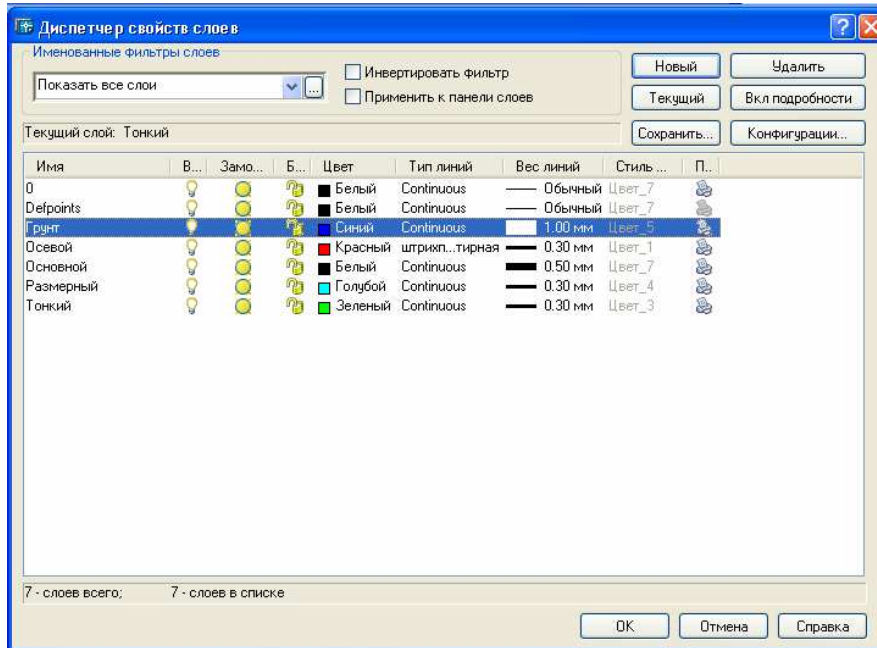 Диспетчер свойств слоев
Именованные фильтры слоев
Показать все слои
...
Инвертировать фильтр
Применить к панели слоев
Новый
Удалить
Текущий
Вкл подробности
Текущий слой: Тонкий
Сохранить...
Конфигурации...
Имя В... Замо... Б... Цвет Тип линий Вес линий Стиль ... П..
0 Белый Continuous Обычный Цвет_7
Defpoints Белый Continuous Обычный Цвет_7
Грунт Синий Continuous 1.00 мм Цвет_5
Осевой Красный штрихп...тирная 0.30 мм Цвет_1
Основной Белый Continuous 0.50 мм Цвет_7
Размерный Голубой Continuous 0.30 мм Цвет_4
Тонкий Зеленый Continuous 0.30 мм Цвет_3
7 - слоев всего; 7 - слоев в списке
OK
Отмена
Справка